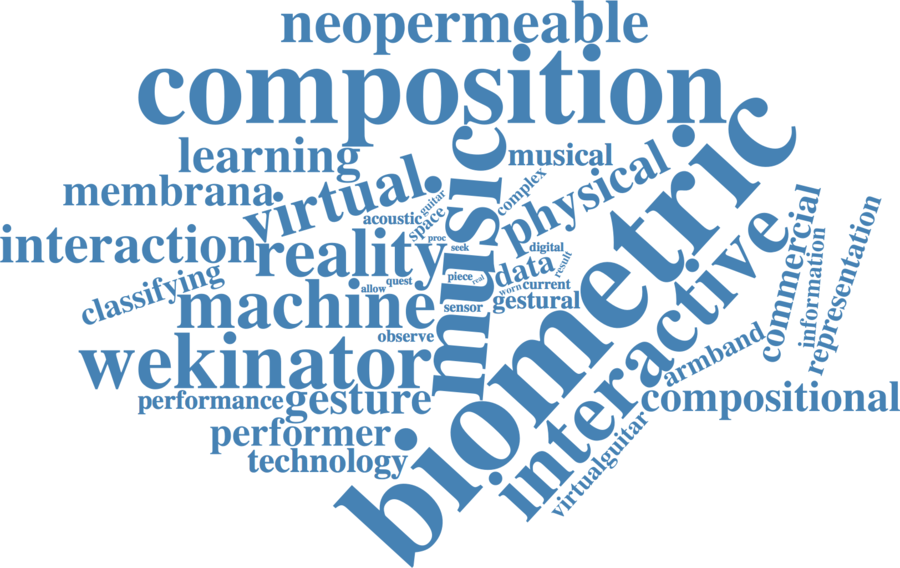 neopermeable
composition
learning
membrana
virtual
music
musical
complex
physical
biometric
guitar
acoustic
space
interaction
reality
proc
seek
digital
result
classifying
machine
allow
quest
piece
real
data
worn
current
gestural
sensor
observe
interactive
commercial
information
representation
wekinator
armband
performance
gesture
compositional
performer
technology
virtualguitar